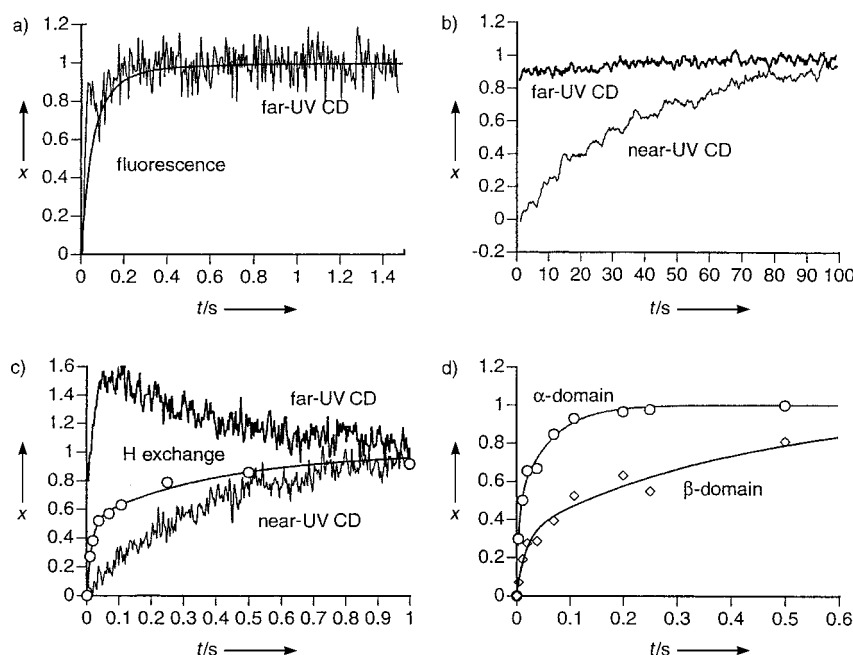 a)
1.2
1
0.8
0.6
0.4
0.2
0
x
far-UV CD
fluorescence
0 0.2 0.4 0.6 0.8 1 1.2 1.4
t/s
b)
1.2
1
0.8
0.6
0.4
0.2
0
-0.2
x
far-UV CD
near-UV CD
0 10 20 30 40 50 60 70 80 90 100
t/s
c)
1.6
1.4
1.2
1
0.8
0.6
0.4
0.2
0
x
far-UV CD
H exchange
near-UV CD
0 0.1 0.2 0.3 0.4 0.5 0.6 0.7 0.8 0.9 1
t/s
d)
1.2
1
0.8
0.6
0.4
0.2
0
x
α-domain
β-domain
0 0.1 0.2 0.3 0.4 0.5 0.6
t/s